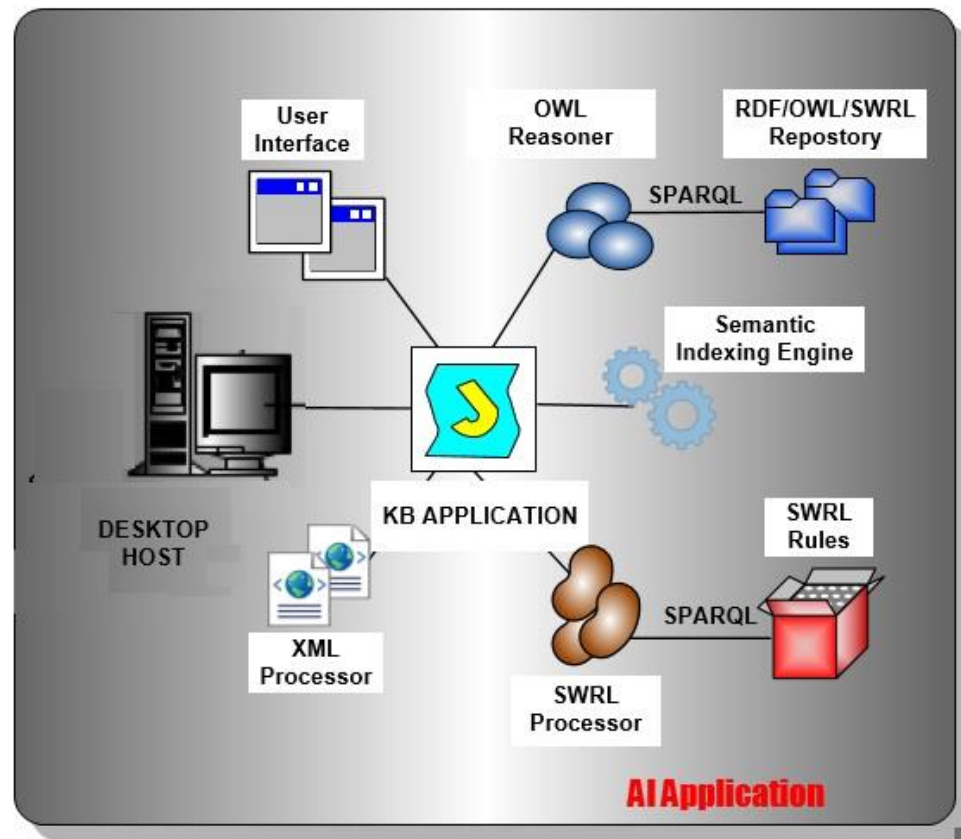 User
Interface
OWL
Reasoner
RDF/OWL/SWRL
Repostory
SPARQL
Semantic
Indexing Engine
DESKTOP
HOST
KB APPLICATION
SWRL
Rules
SPARQL
XML
Processor
SWRL
Processor
AI Application